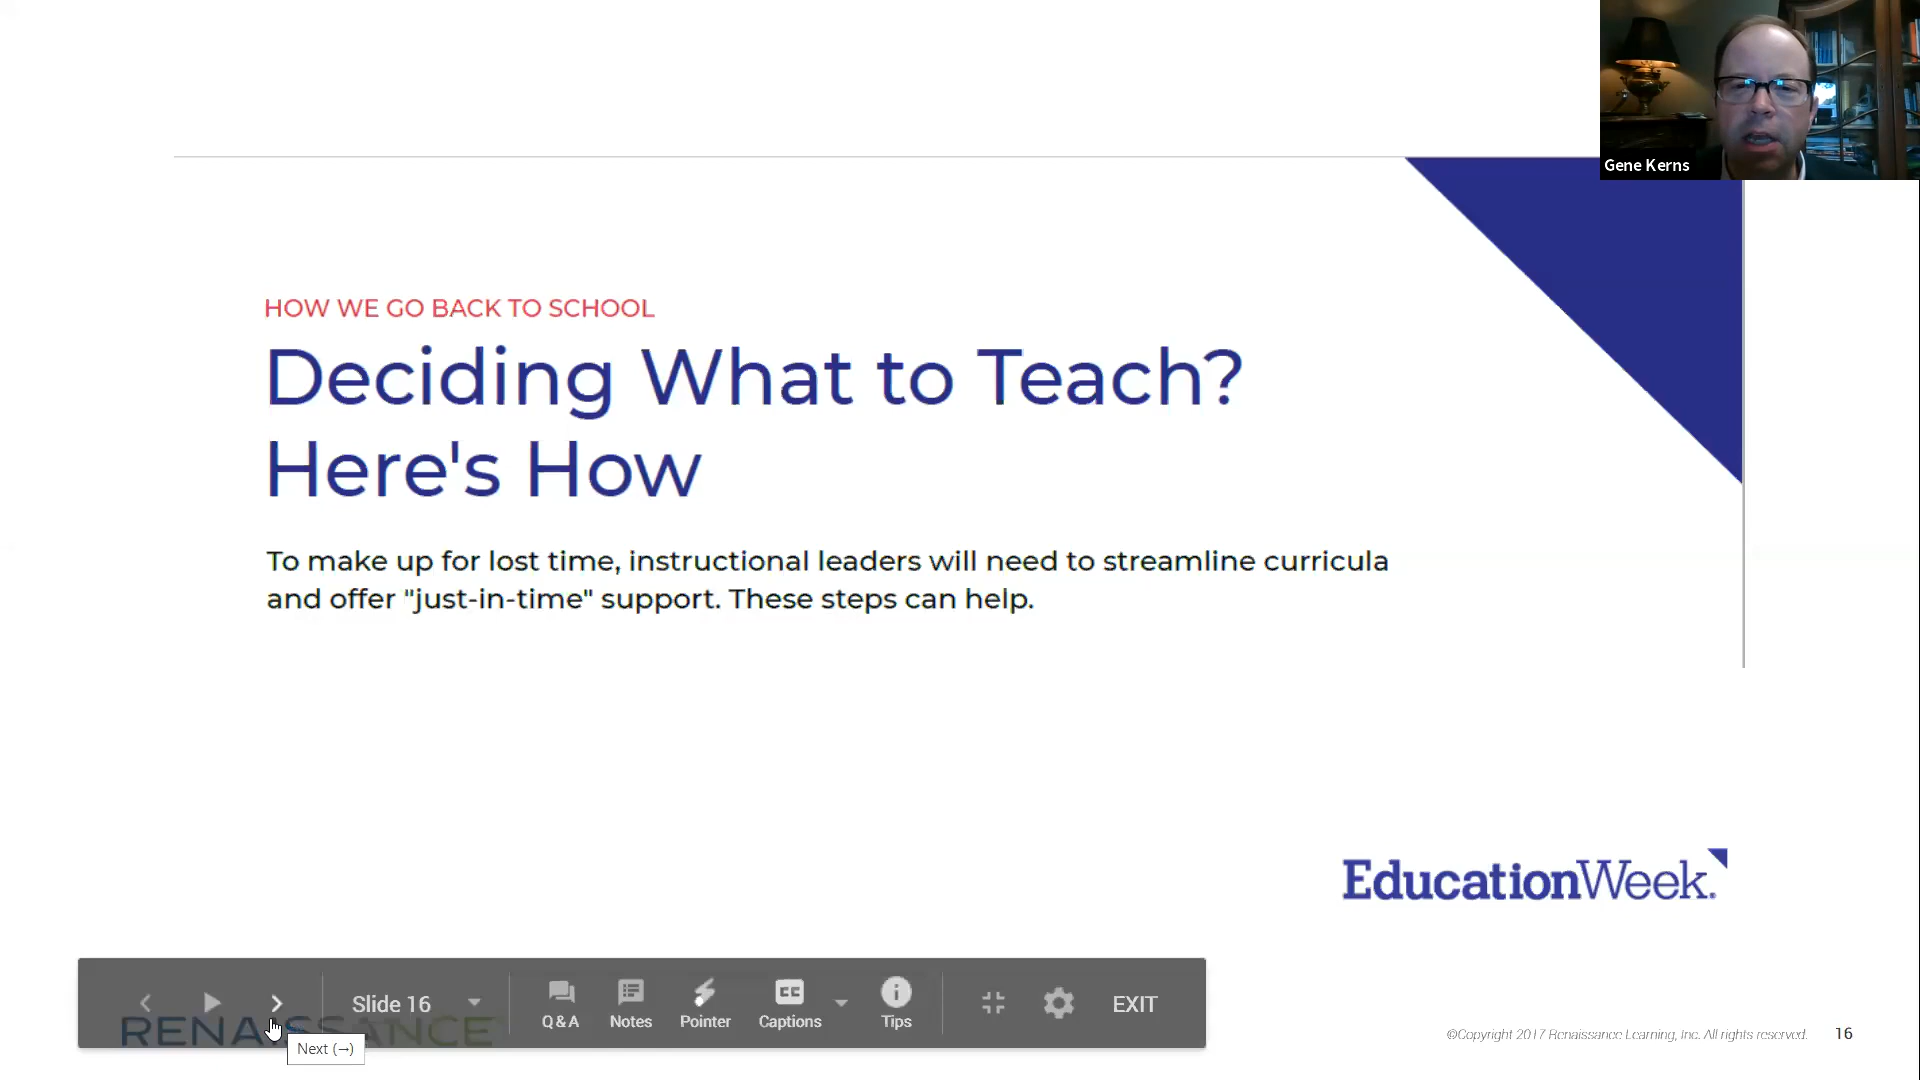 Gene Kerns
HOW WE GO BACK TO SCHOOL
Deciding What to Teach?
Here's How
To make up for lost time, instructional leaders will need to streamline curricula
and offer "just-in-time" support. These steps can help.
EducationWeek.
Slide 16
Q&A
Notes
Pointer
Captions
Tips
EXIT
RENAISSANCE
Next (→)
©Copyright 2017 Renaissance Learning, Inc. All rights reserved.
16